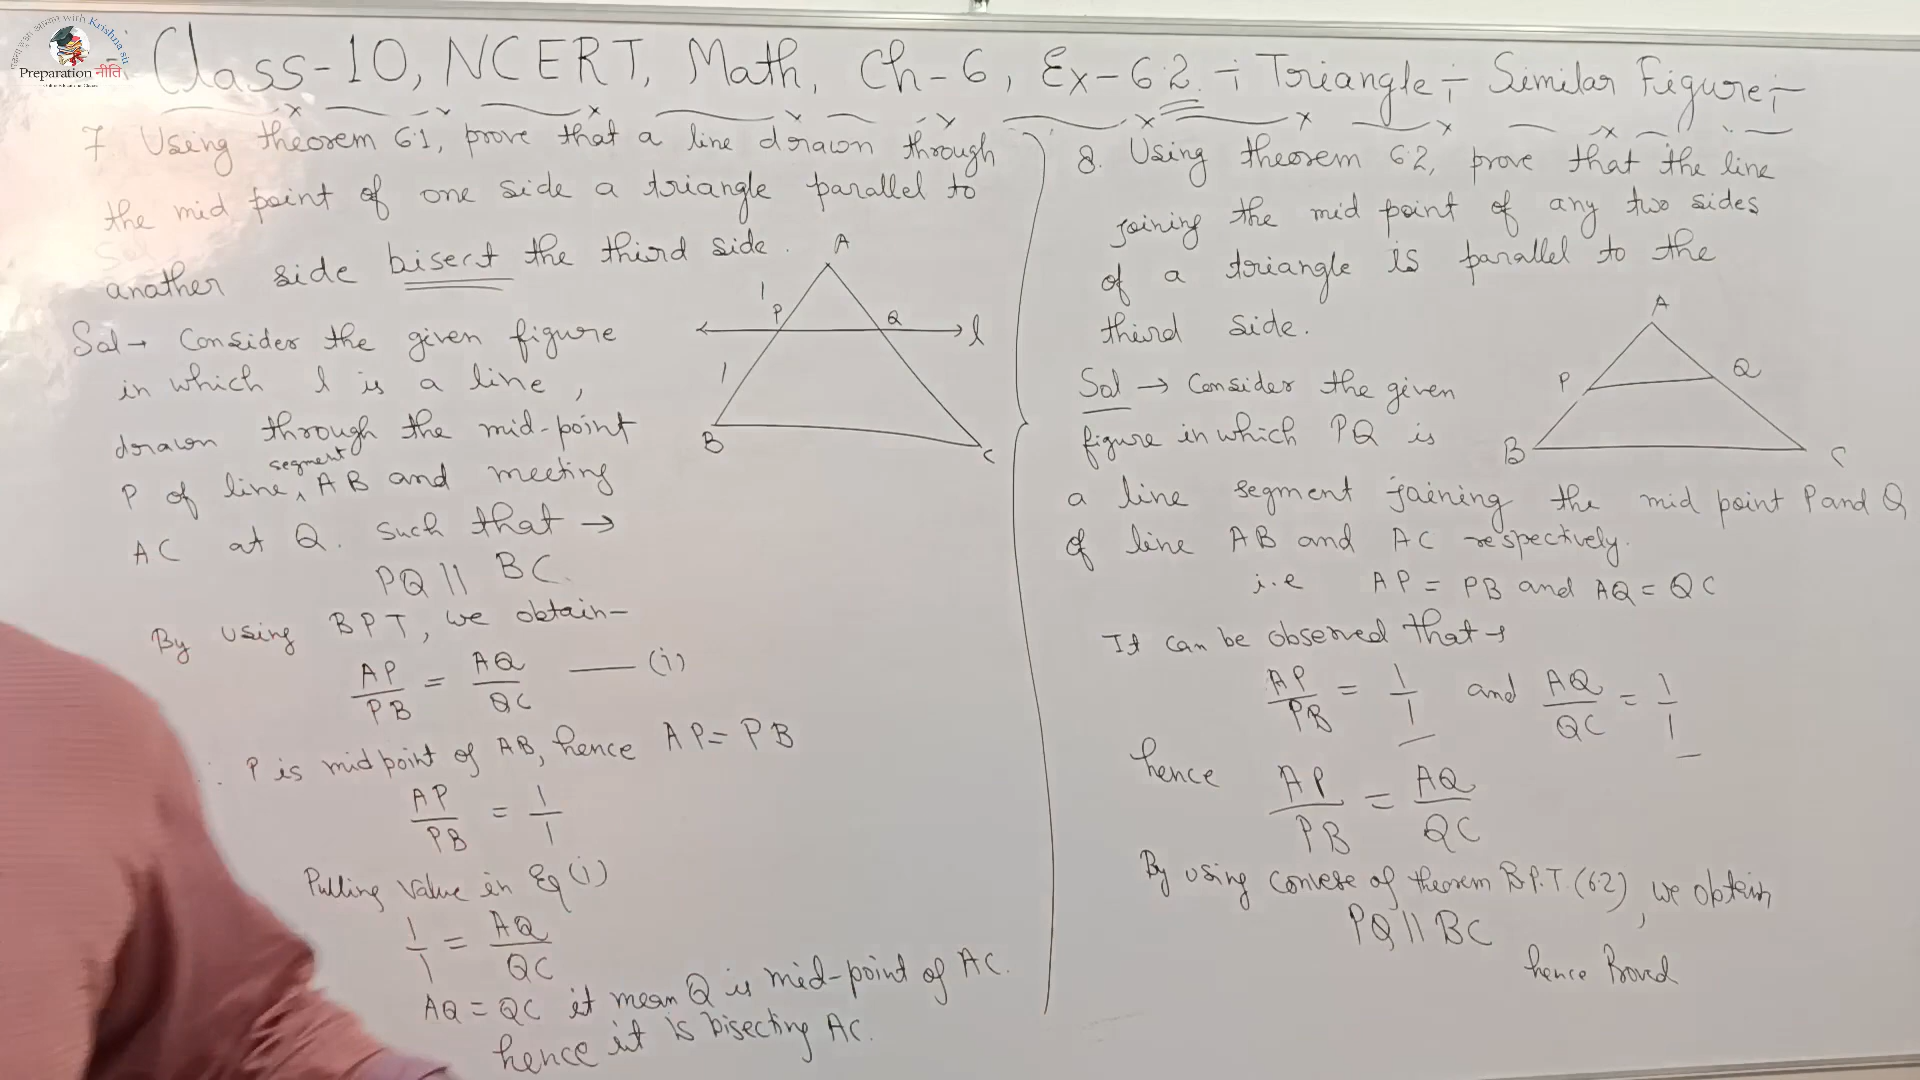 with Krishna sir
Preparation नीति
Class-10, NCERT, Math, Ch-6, Ex-6.2 -; Triangle; - Similar Figure; -
7. Using theorem 6.1, prove that a line drawn through
the mid point of one side a triangle parallel to
another side bisect the third side.
A
P
Q
l
B
C
Sol → Consider the given figure
in which l is a line,
drawn through the mid-point
P of line segment AB and meeting
AC at Q. Such that →
PQ || BC.
By using BPT, we obtain-
AP/PB = AQ/QC —— (i)
∴ P is midpoint of AB, hence AP = PB
AP/PB = 1/1
Putting value in Eq (i)
1/1 = AQ/QC
AQ = QC it mean Q is mid-point of AC.
hence it is bisecting AC.
8. Using theorem 6.2, prove that the line
joining the mid point of any two sides
of a triangle is parallel to the
third side.
A
P
Q
B
C
Sol → Consider the given
figure in which PQ is
a line segment joining the mid point P and Q
of line AB and AC respectively.
i.e AP = PB and AQ = QC
It can be observed that →
AP/PB = 1/1 and AQ/QC = 1/1
hence AP/PB = AQ/QC
By using convese of theorem B.P.T. (6.2), we obtain
PQ || BC
hence Proved